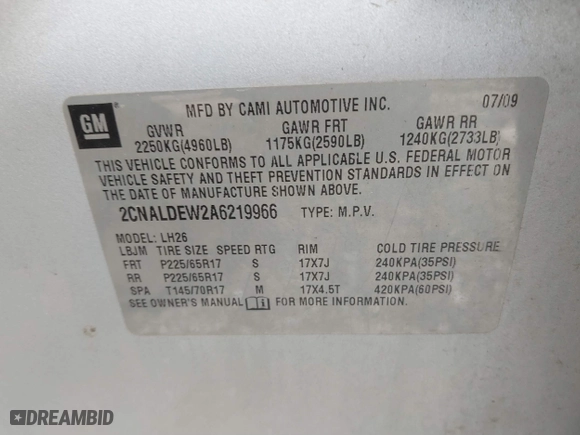 GM
MFD BY CAMI AUTOMOTIVE INC. 07/09
GVWR GAWR FRT GAWR RR
2250KG(4960LB) 1175KG(2590LB) 1240KG(2733LB)
THIS VEHICLE CONFORMS TO ALL APPLICABLE U.S. FEDERAL MOTOR
VEHICLE SAFETY AND THEFT PREVENTION STANDARDS IN EFFECT ON
THE DATE OF MANUFACTURE SHOWN ABOVE.
2CNALDEW2A6219966 TYPE: M.P.V.
MODEL: LH26
LBJM TIRE SIZE SPEED RTG RIM COLD TIRE PRESSURE
FRT P225/65R17 S 17X7J 240KPA(35PSI)
RR P225/65R17 S 17X7J 240KPA(35PSI)
SPA T145/70R17 M 17X4.5T 420KPA(60PSI)
SEE OWNER'S MANUAL FOR MORE INFORMATION.
DREAMBID